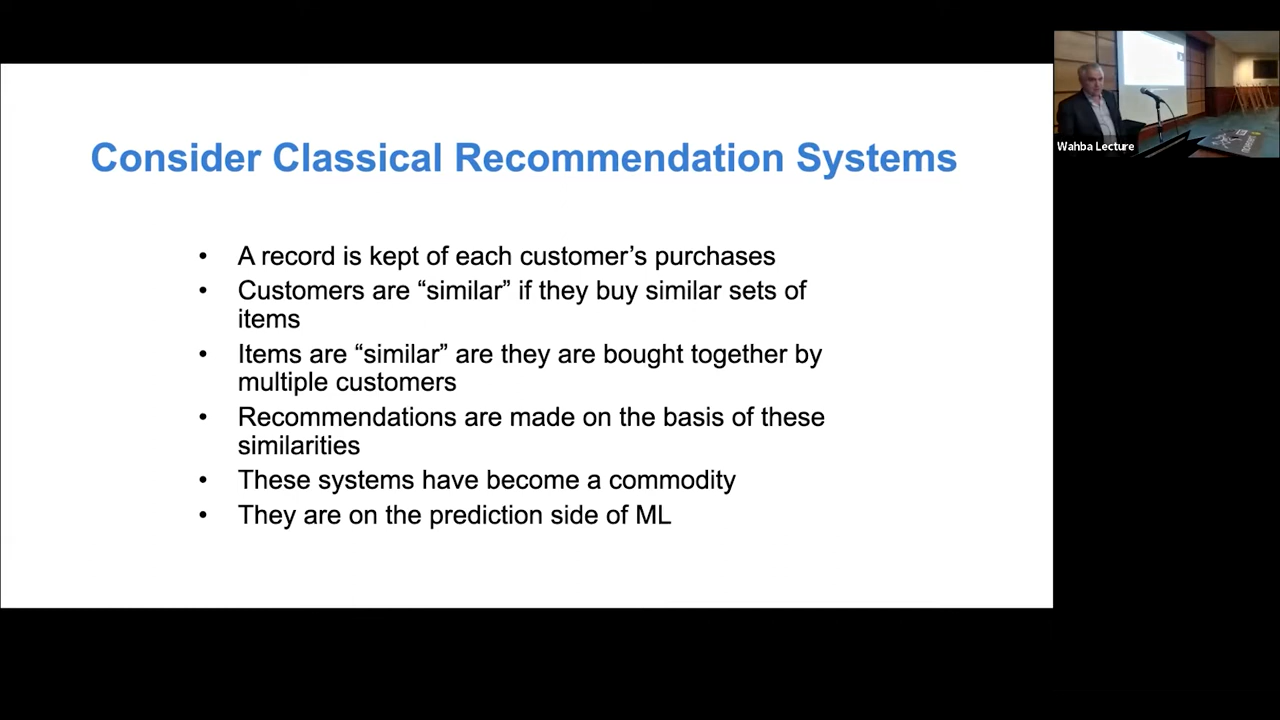 Consider Classical Recommendation Systems
• A record is kept of each customer’s purchases
• Customers are “similar” if they buy similar sets of
items
• Items are “similar” are they are bought together by
multiple customers
• Recommendations are made on the basis of these
similarities
• These systems have become a commodity
• They are on the prediction side of ML
Wahba Lecture